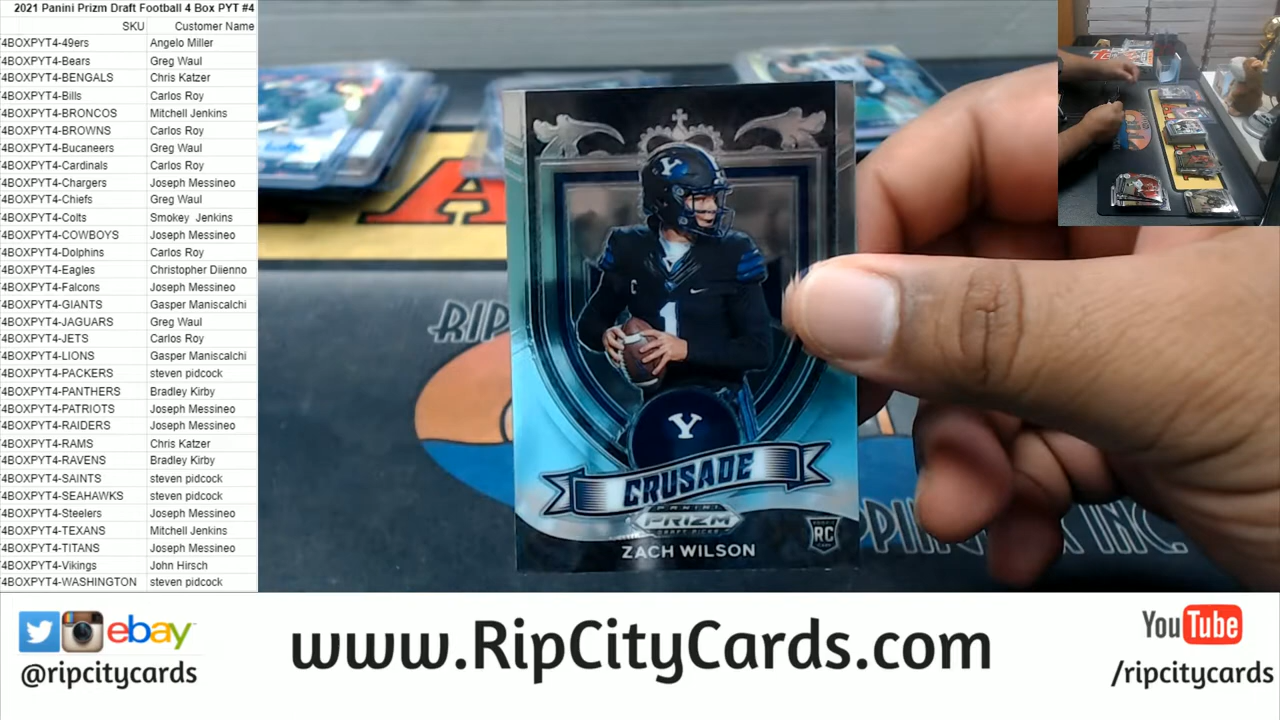 2021 Panini Prizm Draft Football 4 Box PYT #4
SKU Customer Name
4BOXPYT4-49ers Angelo Miller
4BOXPYT4-Bears Greg Waul
4BOXPYT4-BENGALS Chris Katzer
4BOXPYT4-Bills Carlos Roy
4BOXPYT4-BRONCOS Mitchell Jenkins
4BOXPYT4-BROWNS Carlos Roy
4BOXPYT4-Bucaneers Greg Waul
4BOXPYT4-Cardinals Carlos Roy
4BOXPYT4-Chargers Joseph Messineo
4BOXPYT4-Chiefs Greg Waul
4BOXPYT4-Colts Smokey Jenkins
4BOXPYT4-COWBOYS Joseph Messineo
4BOXPYT4-Dolphins Carlos Roy
4BOXPYT4-Eagles Christopher Diienno
4BOXPYT4-Falcons Joseph Messineo
4BOXPYT4-GIANTS Gasper Maniscalchi
4BOXPYT4-JAGUARS Greg Waul
4BOXPYT4-JETS Carlos Roy
4BOXPYT4-LIONS Gasper Maniscalchi
4BOXPYT4-PACKERS steven pidcock
4BOXPYT4-PANTHERS Bradley Kirby
4BOXPYT4-PATRIOTS Joseph Messineo
4BOXPYT4-RAIDERS Joseph Messineo
4BOXPYT4-RAMS Chris Katzer
4BOXPYT4-RAVENS Bradley Kirby
4BOXPYT4-SAINTS steven pidcock
4BOXPYT4-SEAHAWKS steven pidcock
4BOXPYT4-Steelers Joseph Messineo
4BOXPYT4-TEXANS Mitchell Jenkins
4BOXPYT4-TITANS Joseph Messineo
4BOXPYT4-Vikings John Hirsch
4BOXPYT4-WASHINGTON steven pidcock
RIP
Y
1
Y
CRUSADE
PANINI
PRIZM
DRAFT PICKS
ROOKIE
RC
ZACH WILSON
INC.
ebay
@ripcitycards
www.RipCityCards.com
YouTube
/ripcitycards